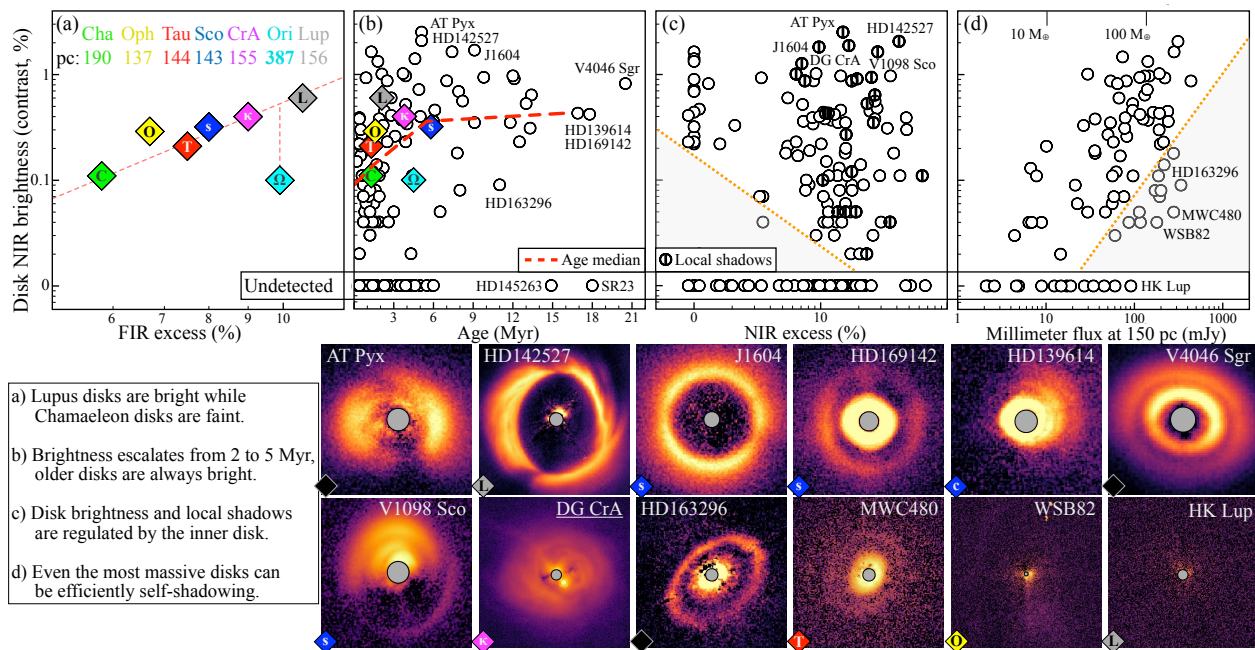 (a)
Cha Oph Tau Sco CrA Ori Lup
pc: 190 137 144 143 155 387 156
Disk NIR brightness (contrast, %)
1
0.1
0
C
O
T
s
κ
L
Ω
Undetected
6 7 8 9 10
FIR excess (%)
(b)
AT Pyx
HD142527
J1604
V4046 Sgr
L
κ
O
s
T
C
Ω
HD139614
HD169142
HD163296
Age median
HD145263
SR23
3 6 9 12 15 18 21
Age (Myr)
(c)
AT Pyx
HD142527
J1604
DG CrA
V1098 Sco
Local shadows
0 10
NIR excess (%)
(d)
10 M⊕ 100 M⊕
HD163296
MWC480
WSB82
HK Lup
1 10 100 1000
Millimeter flux at 150 pc (mJy)
a) Lupus disks are bright while
Chamaeleon disks are faint.
b) Brightness escalates from 2 to 5 Myr,
older disks are always bright.
c) Disk brightness and local shadows
are regulated by the inner disk.
d) Even the most massive disks can
be efficiently self-shadowing.
AT Pyx
HD142527
L
J1604
s
HD169142
s
HD139614
c
V4046 Sgr
V1098 Sco
s
DG CrA
κ
HD163296
MWC480
T
WSB82
O
HK Lup
L